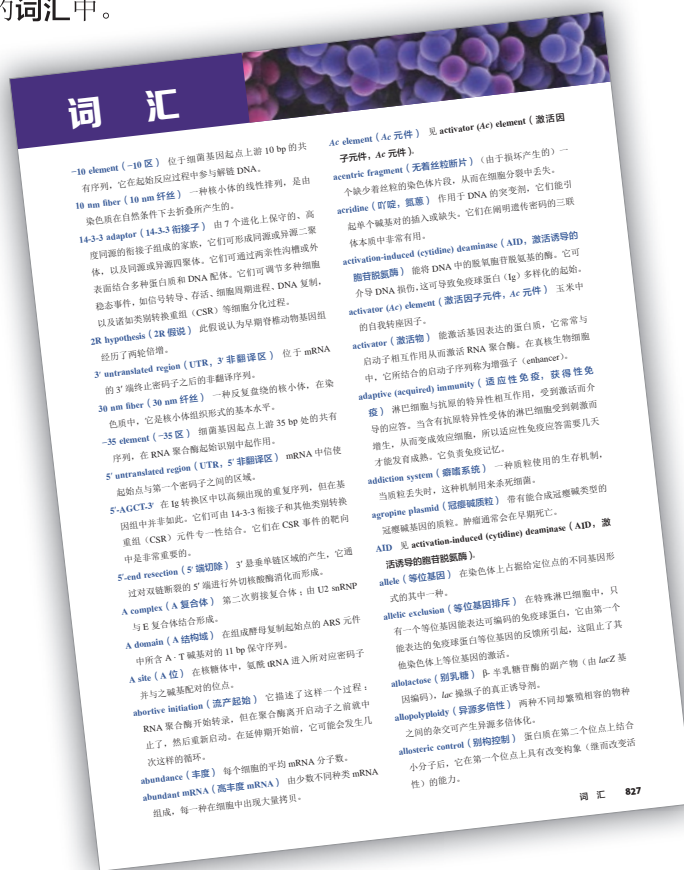 的词汇中。
词 汇
−10 element（−10 区） 位于细菌基因起点上游 10 bp 的共
有序列，它在起始反应过程中参与解链 DNA。
10 nm fiber（10 nm 纤丝） 一种核小体的线性排列，是由
染色质在自然条件下去折叠所产生的。
14-3-3 adaptor（14-3-3 衔接子） 由 7 个进化上保守的、高
度同源的衔接子组成的家族，它们可形成同源或异源二聚
体，以及同源或异源四聚体。它们可通过两亲性沟槽或外
表面结合多种蛋白质和 DNA 配体。它们可调节多种细胞
稳态事件，如信号转导、存活、细胞周期进程、DNA 复制，
以及诸如类别转换重组（CSR）等细胞分化过程。
2R hypothesis（2R 假说） 此假说认为早期脊椎动物基因组
经历了两轮倍增。
3′ untranslated region（UTR，3′ 非翻译区） 位于 mRNA
的 3′ 端终止密码子之后的非翻译序列。
30 nm fiber（30 nm 纤丝） 一种反复盘绕的核小体，在染
色质中，它是核小体组织形式的基本水平。
−35 element（−35 区） 细菌基因起点上游 35 bp 处的共有
序列，在 RNA 聚合酶起始识别中起作用。
5′ untranslated region（UTR，5′ 非翻译区） mRNA 中信使
起始点与第一个密码子之间的区域。
5′-AGCT-3′ 在 Ig 转换区中以高频出现的重复序列，但在基
因组中并非如此。它们可由 14-3-3 衔接子和其他类别转换
重组（CSR）元件专一性结合。它们在 CSR 事件的靶向
中是非常重要的。
5′-end resection（5′ 端切除） 3′ 悬垂单链区域的产生，它通
过对双链断裂的 5′ 端进行外切核酸酶消化而形成。
A complex（A 复合体） 第二次剪接复合体；由 U2 snRNP
与 E 复合体结合形成。
A domain（A 结构域） 在组成酵母复制起始点的 ARS 元件
中所含 A · T 碱基对的 11 bp 保守序列。
A site（A 位） 在核糖体中，氨酰 tRNA 进入所对应密码子
并与之碱基配对的位点。
abortive initiation（流产起始） 它描述了这样一个过程：
RNA 聚合酶开始转录，但在聚合酶离开启动子之前就中
止了，然后重新启动。在延伸期开始前，它可能会发生几
次这样的循环。
abundance（丰度） 每个细胞的平均 mRNA 分子数。
abundant mRNA（高丰度 mRNA） 由少数不同种类 mRNA
组成，每一种在细胞中出现大量拷贝。
Ac element（Ac 元件） 见 activator (Ac) element（激活因
子元件，Ac 元件）.
acentric fragment（无着丝粒断片） （由于损坏产生的）一
个缺少着丝粒的染色体片段，从而在细胞分裂中丢失。
acridine（吖啶，氮蒽） 作用于 DNA 的突变剂，它们能引
起单个碱基对的插入或缺失。它们在阐明遗传密码的三联
体本质中非常有用。
activation-induced (cytidine) deaminase（AID，激活诱导的
胞苷脱氨酶） 能将 DNA 中的脱氧胞苷脱氨基的酶。它可
介导 DNA 损伤，这可导致免疫球蛋白（Ig）多样化的起始。
activator (Ac) element（激活因子元件，Ac 元件） 玉米中
的自我转座因子。
activator（激活物） 能激活基因表达的蛋白质，它常常与
启动子相互作用从而激活 RNA 聚合酶。在真核生物细胞
中，它所结合的启动子序列称为增强子（enhancer）。
adaptive (acquired) immunity（适应性免疫，获得性免
疫） 淋巴细胞与抗原的特异性相互作用，受到激活而介
导的应答。当含有抗原特异性受体的淋巴细胞受到刺激而
增生，从而变成效应细胞，所以适应性免疫应答需要几天
才能发育成熟。它负责免疫记忆。
addiction system（癖嗜系统） 一种质粒使用的生存机制，
当质粒丢失时，这种机制用来杀死细菌。
agropine plasmid（冠瘿碱质粒） 带有能合成冠瘿碱类型的
冠瘿碱基因的质粒。肿瘤通常会在早期死亡。
AID 见 activation-induced (cytidine) deaminase（AID，激
活诱导的胞苷脱氨酶）.
allele（等位基因） 在染色体上占据给定位点的不同基因形
式的其中一种。
allelic exclusion（等位基因排斥） 在特殊淋巴细胞中，只
有一个等位基因能表达可编码的免疫球蛋白，它由第一个
能表达的免疫球蛋白等位基因的反馈所引起，这阻止了其
他染色体上等位基因的激活。
allolactose（别乳糖） β- 半乳糖苷酶的副产物（由 lacZ 基
因编码），lac 操纵子的真正诱导剂。
allopolyploidy（异源多倍性） 两种不同却繁殖相容的物种
之间的杂交可产生异源多倍体化。
allosteric control（别构控制） 蛋白质在第二个位点上结合
小分子后，它在第一个位点上具有改变构象（继而改变活
性）的能力。
词 汇 827